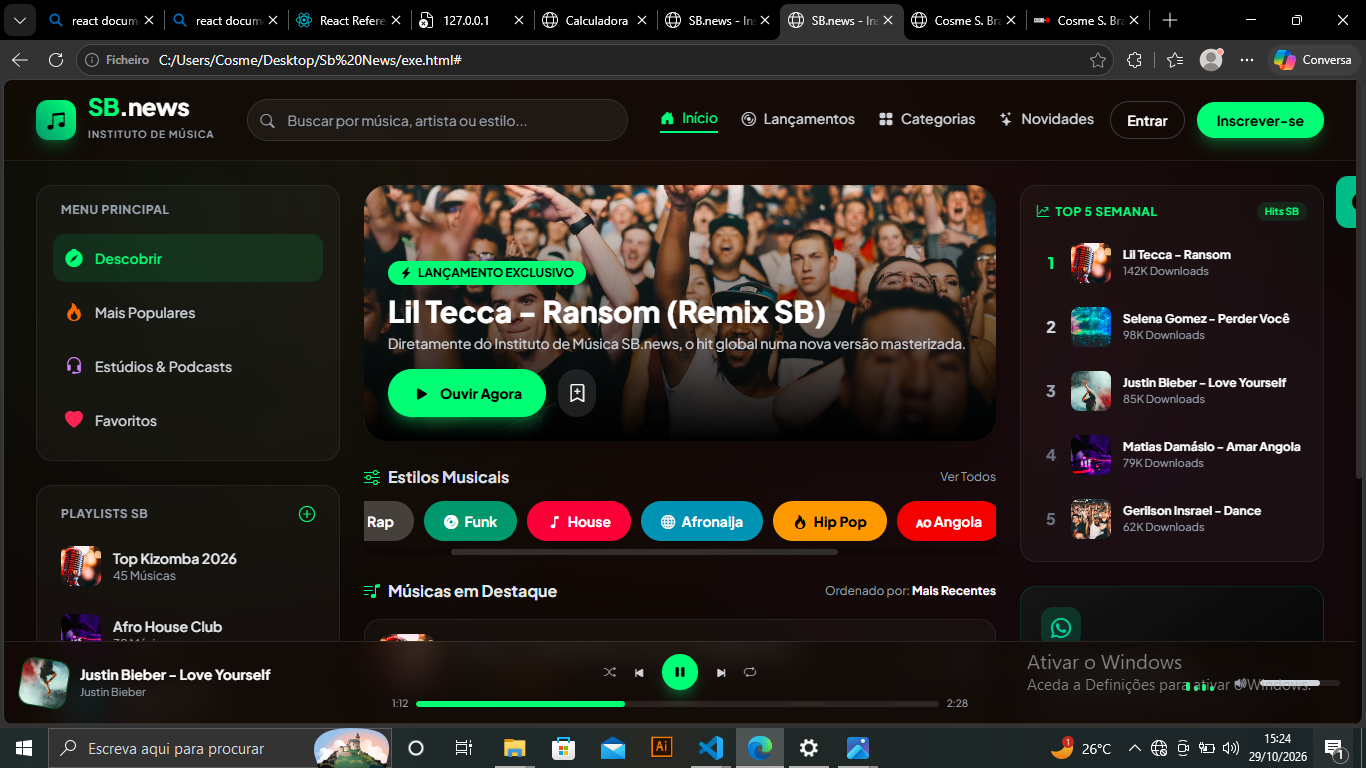 react docum
react docum
React Refere
127.0.0.1
Calculadora
SB.news - Ins
SB.news - Ins
Cosme S. Bra
Cosme S. Bra
Ficheiro C:/Users/Cosme/Desktop/Sb%20News/exe.html#
Conversa
SB.news
INSTITUTO DE MÚSICA
Buscar por música, artista ou estilo...
Início
Lançamentos
Categorias
Novidades
Entrar
Inscrever-se
MENU PRINCIPAL
Descobrir
Mais Populares
Estúdios & Podcasts
Favoritos
PLAYLISTS SB
Top Kizomba 2026
45 Músicas
Afro House Club
LANÇAMENTO EXCLUSIVO
Lil Tecca - Ransom (Remix SB)
Diretamente do Instituto de Música SB.news, o hit global numa nova versão masterizada.
Ouvir Agora
Estilos Musicais
Ver Todos
Rap
Funk
House
Afronaija
Hip Pop
AO Angola
Músicas em Destaque
Ordenado por: Mais Recentes
TOP 5 SEMANAL
Hits SB
1
Lil Tecca - Ransom
142K Downloads
2
Selena Gomez - Perder Você
98K Downloads
3
Justin Bieber - Love Yourself
85K Downloads
4
Matias Damásio - Amar Angola
79K Downloads
5
Gerilson Insrael - Dance
62K Downloads
Justin Bieber - Love Yourself
Justin Bieber
1:12
2:28
Ativar o Windows
Aceda a Definições para ativar o Windows.
Escreva aqui para procurar
Ai
1
26°C
15:24
29/10/2026
1